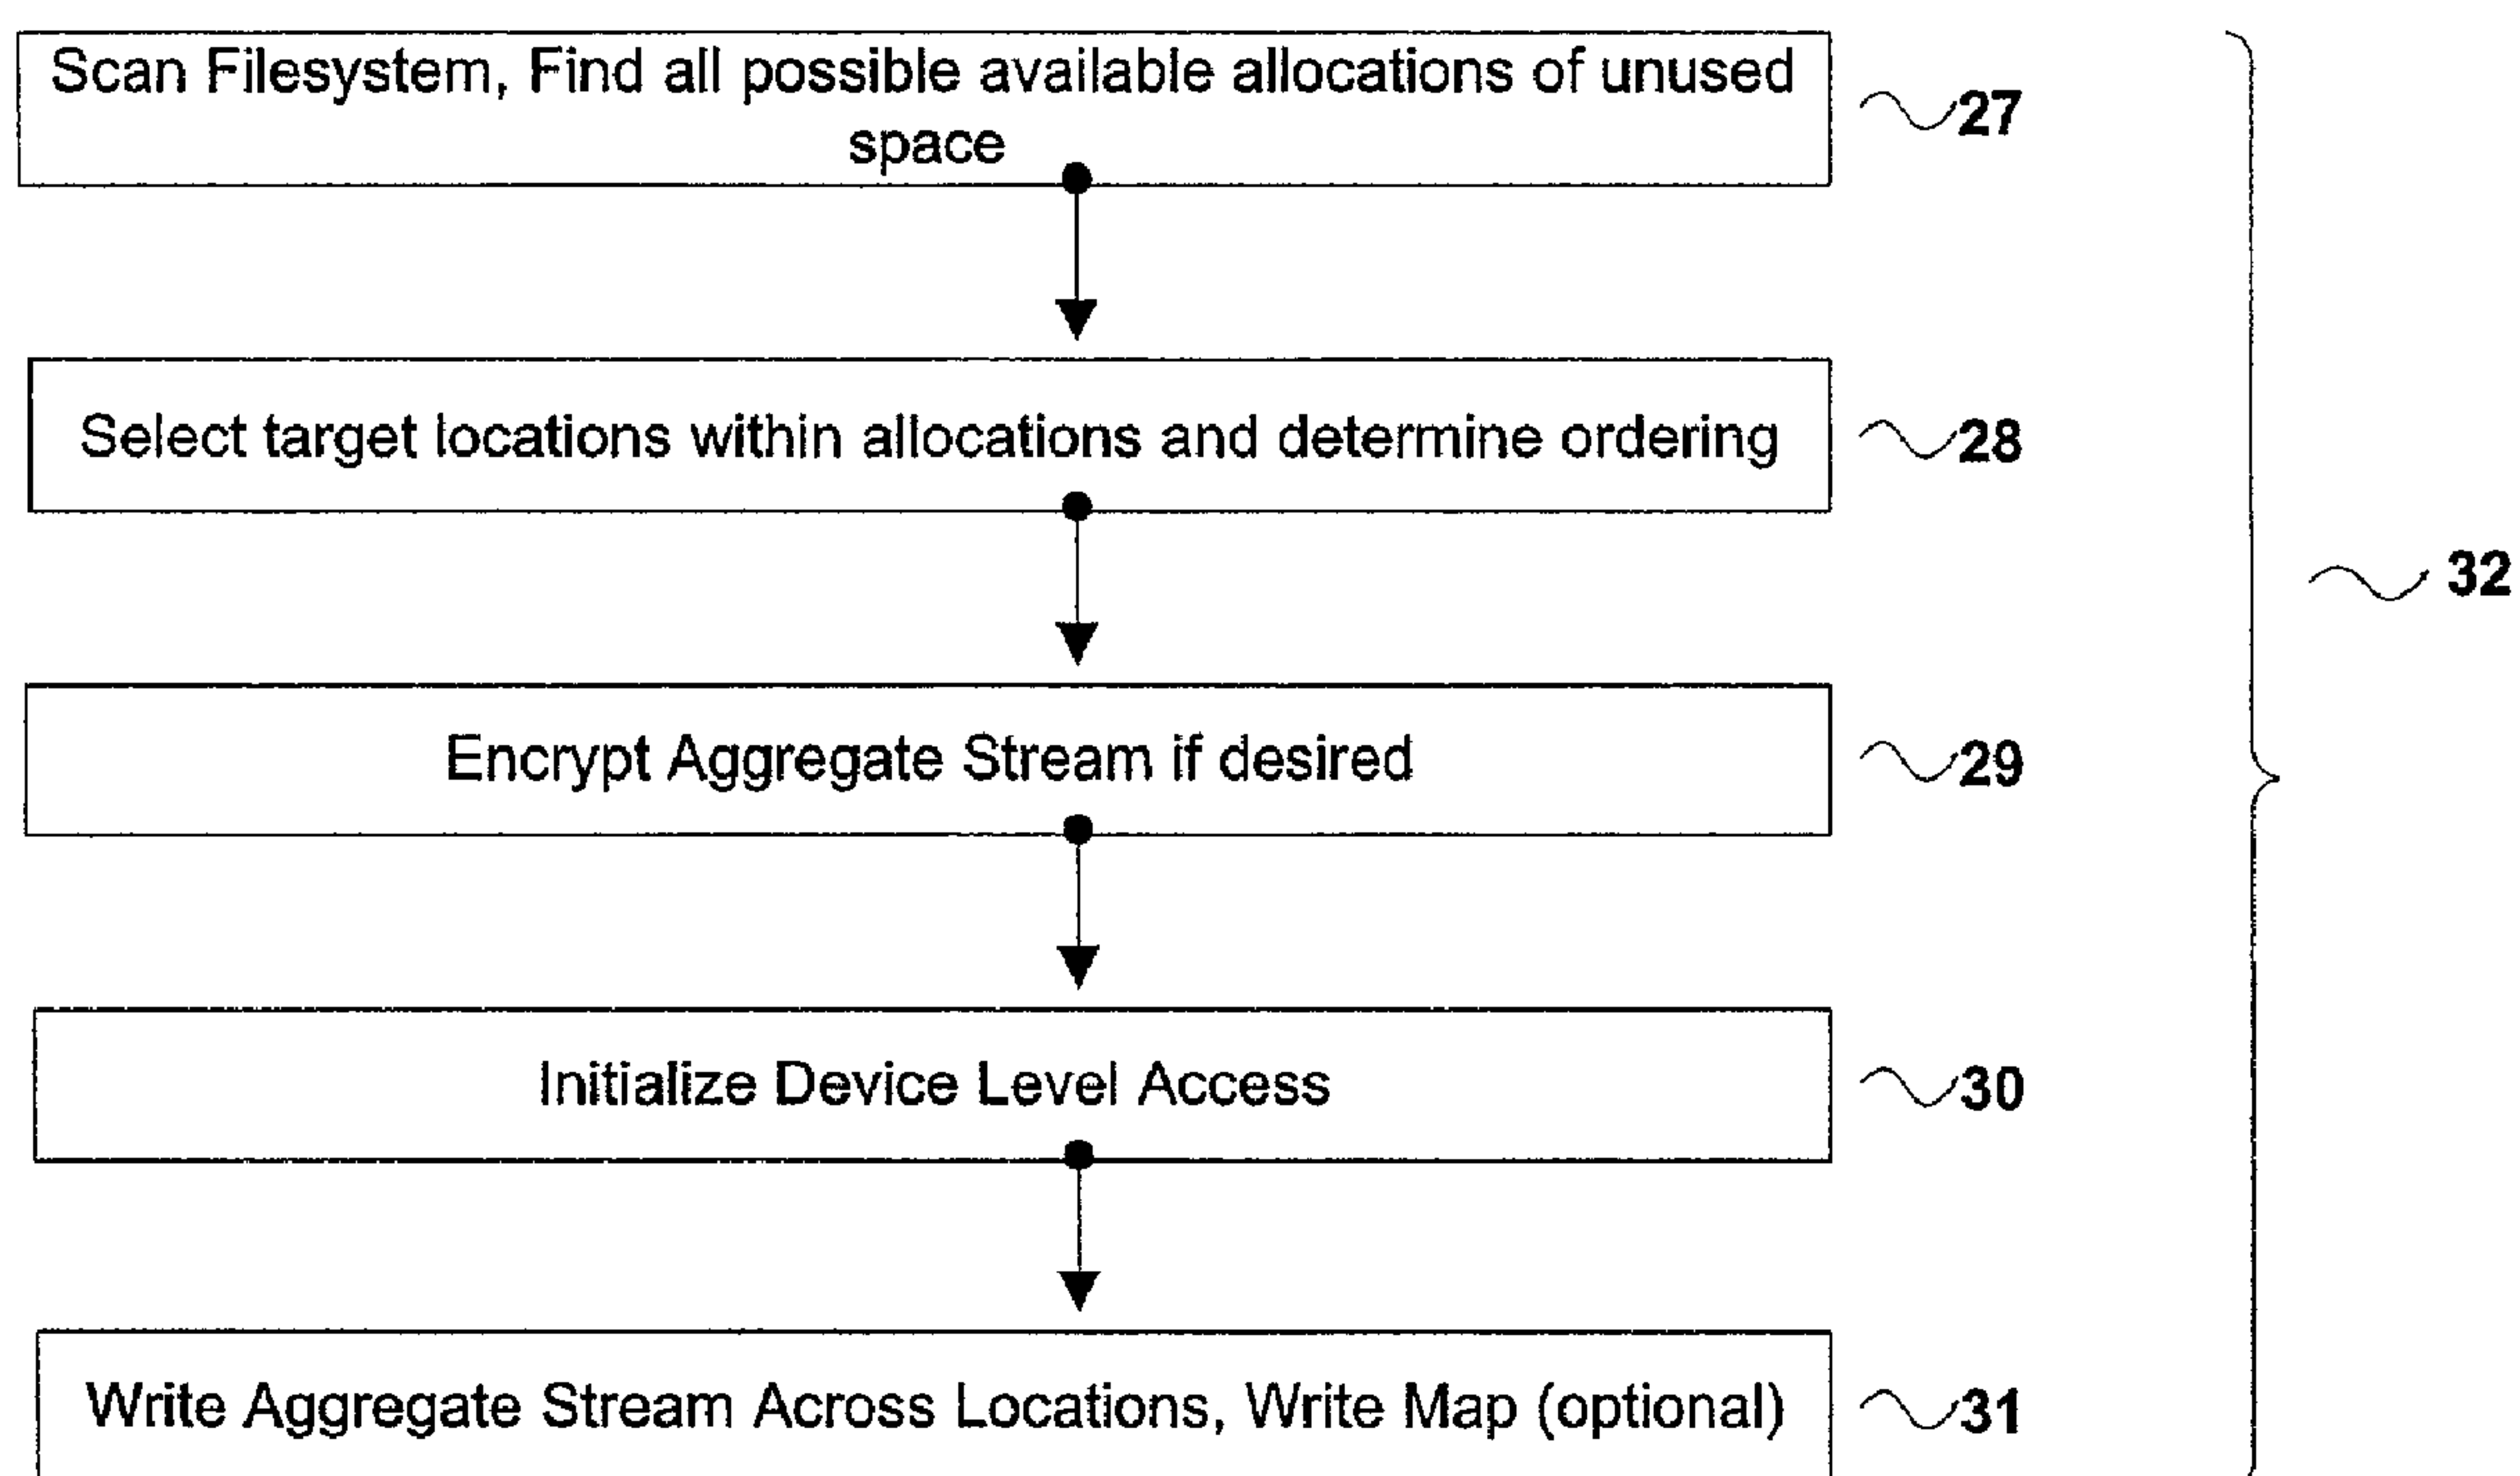 Scan Filesystem, Find all possible available allocations of unused
space
27
Select target locations within allocations and determine ordering
28
32
Encrypt Aggregate Stream if desired
29
Initialize Device Level Access
30
Write Aggregate Stream Across Locations, Write Map (optional)
31